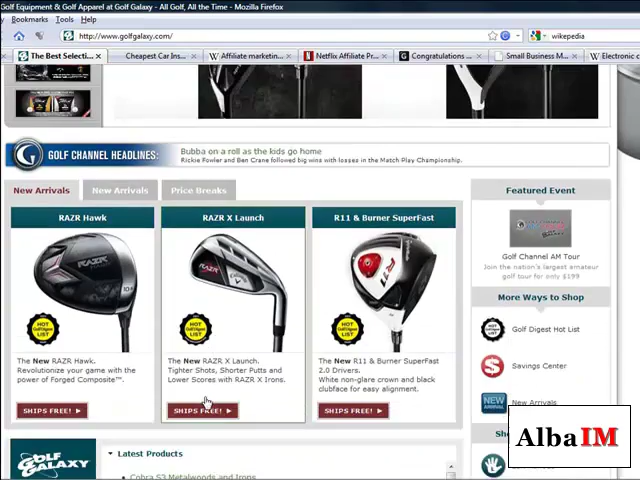 Golf Equipment & Golf Apparel at Golf Galaxy - All Golf, All the Time - Mozilla Firefox
Bookmarks Tools Help
http://www.golfgalaxy.com/
wikepedia
The Best Selecti...
Cheapest Car Ins...
Affiliate marketin...
Netflix Affiliate Pr...
Congratulations ...
Small Business M...
Electronic c
GOLF CHANNEL HEADLINES:
Bubba on a roll as the kids go home
Rickie Fowler and Ben Crane followed big wins with losses in the Match Play Championship.
New Arrivals
New Arrivals
Price Breaks
RAZR Hawk
HOT
LIST
The New RAZR Hawk.
Revolutionize your game with the
power of Forged Composite™.
SHIPS FREE!
RAZR X Launch
HOT
LIST
The New RAZR X Launch.
Tighter Shots, Shorter Putts and
Lower Scores with RAZR X Irons.
SHIPS FREE!
R11 & Burner SuperFast
HOT
LIST
The New R11 & Burner SuperFast
2.0 Drivers.
White non-glare crown and black
clubface for easy alignment.
SHIPS FREE!
Featured Event
Golf Channel AM Tour
Join the nation's largest amateur
golf tour for only $199
More Ways to Shop
Golf Digest Hot List
Savings Center
NEW
New Arrivals
AlbaIM
GOLF
GALAXY
Latest Products
Cobra S3 Metalwoods and Irons